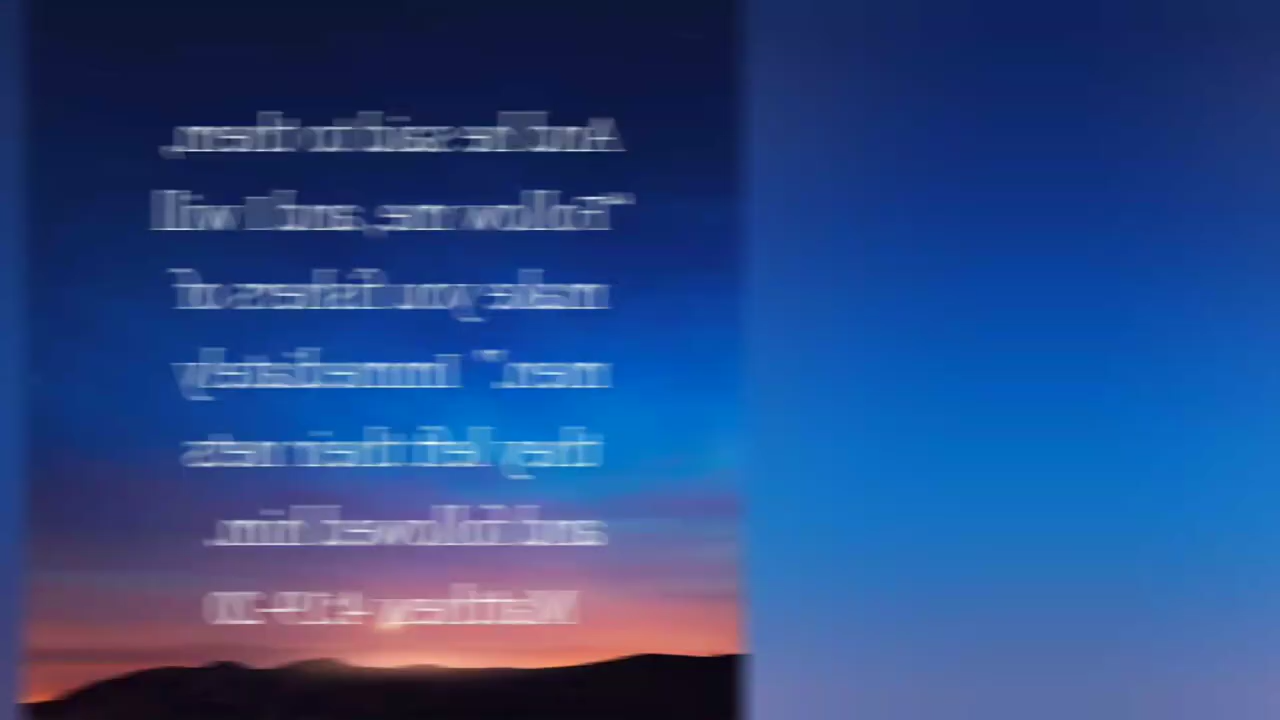 And he said to them,
"Follow me, and I will
make you fishers of
men." Immediately
they left their nets
and followed him.
Matthew 4:19-20